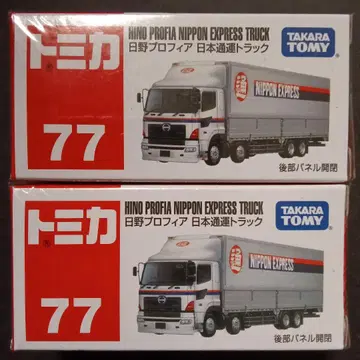 トミカ
77
HINO PROFIA NIPPON EXPRESS TRUCK
日野プロフィア 日本通運トラック
TAKARA TOMY
通 NIPPON EXPRESS
後部パネル開閉
トミカ
77
HINO PROFIA NIPPON EXPRESS TRUCK
日野プロフィア 日本通運トラック
TAKARA TOMY
通 NIPPON EXPRESS
後部パネル開閉